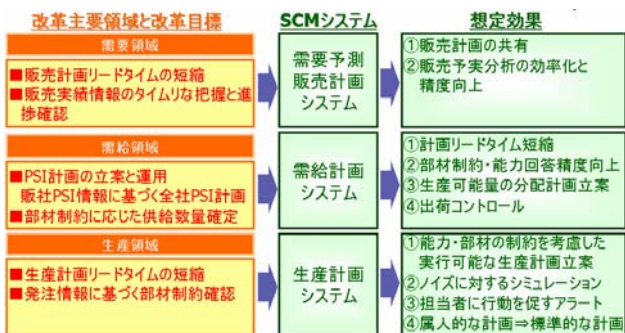 改革主要領域と改革目標
SCMシステム
想定効果
需要領域
■販売計画リードタイムの短縮
■販売実績情報のタイムリな把握と進
捗確認
需要予測
販売計画
システム
①販売計画の共有
②販売予実分析の効率化と
精度向上
需給領域
■PSI計画の立案と運用
販社PSI情報に基づく全社PSI計画
■部材制約に応じた供給数量確定
需給計画
システム
①計画リードタイム短縮
②部材制約・能力回答精度向上
③生産可能量の分配計画立案
④出荷コントロール
生産領域
■生産計画リードタイムの短縮
■発注情報に基づく部材制約確認
生産計画
システム
①能力・部材の制約を考慮した
実行可能な生産計画立案
②ノイズに対するシミュレーション
③担当者に行動を促すアラート
④属人的な計画⇒標準的な計画